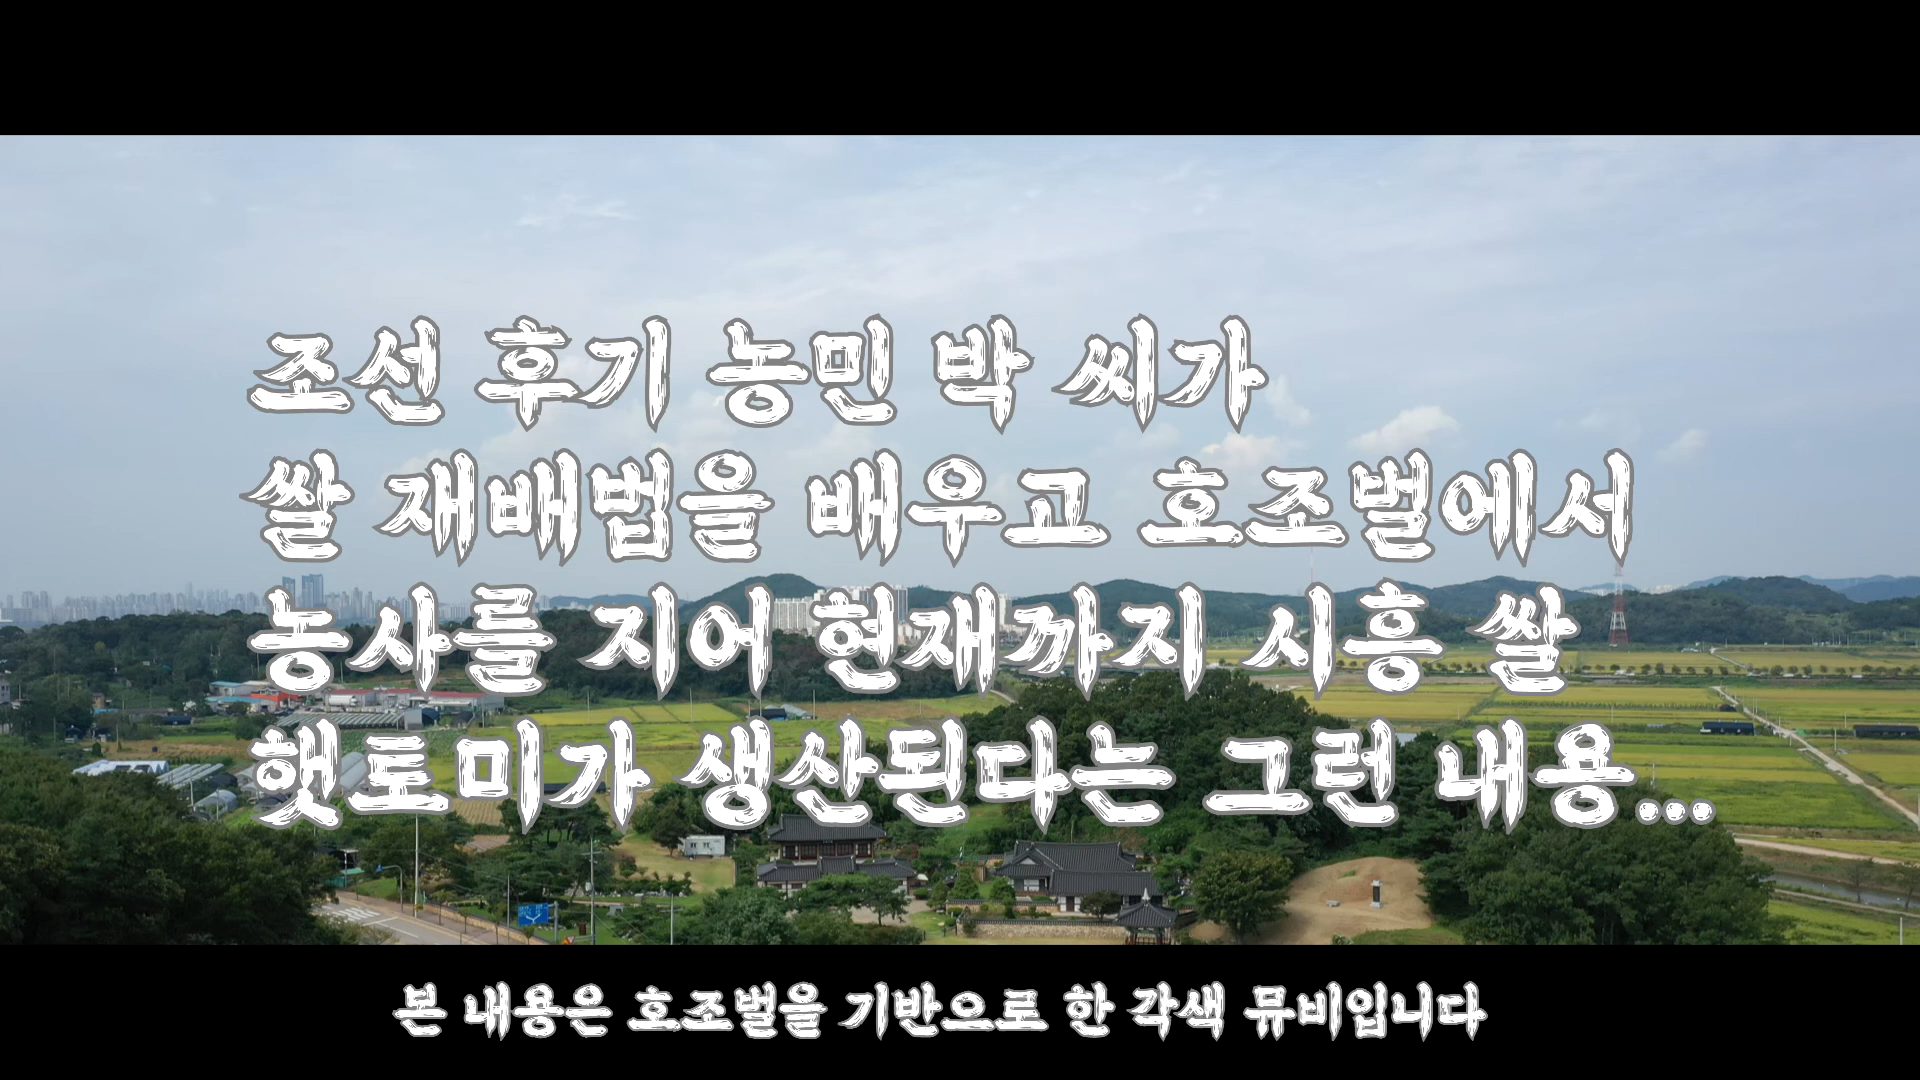 조선 후기 농민 박 씨가
쌀 재배법을 배우고 호조벌에서
농사를 지어 현재까지 시흥 쌀
햇토미가 생산된다는 그런 내용...
본 내용은 호조벌을 기반으로 한 각색 뮤비입니다